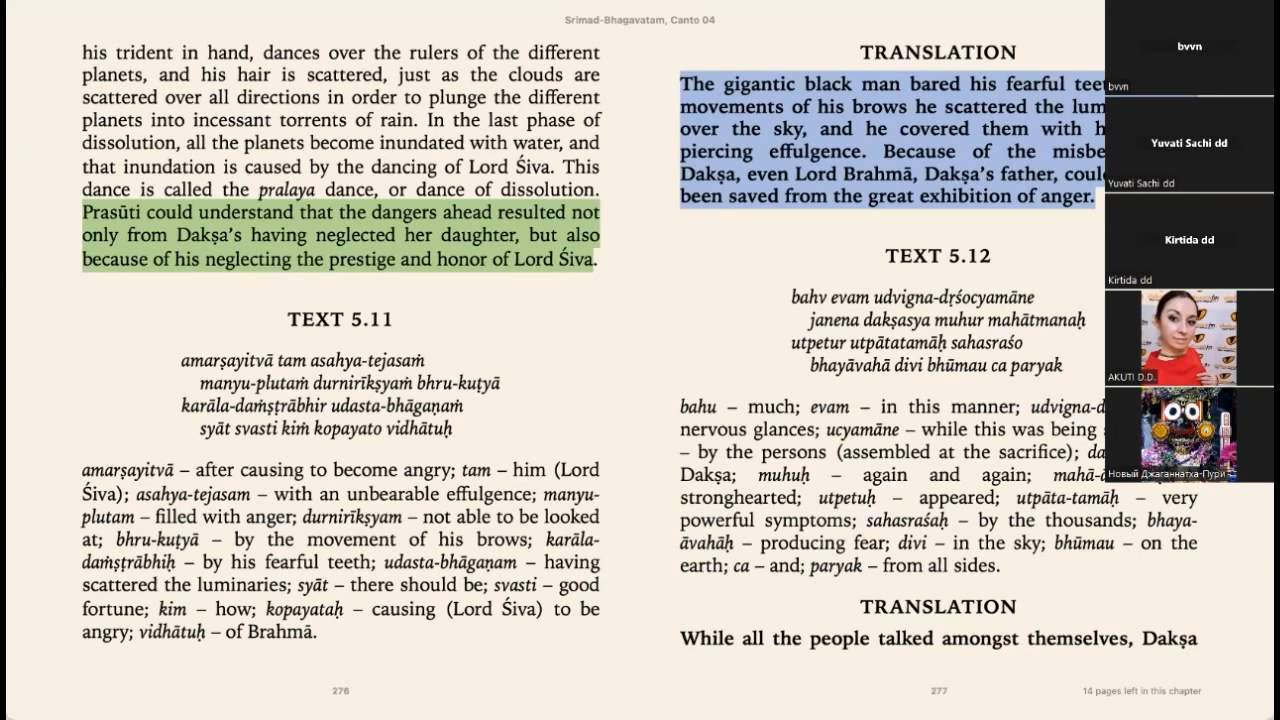 Srimad-Bhagavatam, Canto 04
his trident in hand, dances over the rulers of the different
planets, and his hair is scattered, just as the clouds are
scattered over all directions in order to plunge the different
planets into incessant torrents of rain. In the last phase of
dissolution, all the planets become inundated with water, and
that inundation is caused by the dancing of Lord Śiva. This
dance is called the pralaya dance, or dance of dissolution.
Prasūti could understand that the dangers ahead resulted not
only from Dakṣa’s having neglected her daughter, but also
because of his neglecting the prestige and honor of Lord Śiva.
TEXT 5.11
amarṣayitvā tam asahya-tejasaṁ
manyu-plutaṁ durnirīkṣyaṁ bhru-kuṭyā
karāla-daṁṣṭrābhir udasta-bhāgaṇaṁ
syāt svasti kiṁ kopayato vidhātuḥ
amarṣayitvā – after causing to become angry; tam – him (Lord
Śiva); asahya-tejasam – with an unbearable effulgence; manyu-
plutam – filled with anger; durnirīkṣyam – not able to be looked
at; bhru-kuṭyā – by the movement of his brows; karāla-
daṁṣṭrābhiḥ – by his fearful teeth; udasta-bhāgaṇam – having
scattered the luminaries; syāt – there should be; svasti – good
fortune; kim – how; kopayataḥ – causing (Lord Śiva) to be
angry; vidhātuḥ – of Brahmā.
276
TRANSLATION
The gigantic black man bared his fearful tee
movements of his brows he scattered the lum
over the sky, and he covered them with h
piercing effulgence. Because of the misbe
Dakṣa, even Lord Brahmā, Dakṣa’s father, coul
been saved from the great exhibition of anger.
TEXT 5.12
bahv evam udvigna-dṛśocyamāne
janena dakṣasya muhur mahātmanaḥ
utpetur utpātatamāḥ sahasraśo
bhayāvahā divi bhūmau ca paryak
bahu – much; evam – in this manner; udvigna-d
nervous glances; ucyamāne – while this was being
– by the persons (assembled at the sacrifice); da
Dakṣa; muhuḥ – again and again; mahā-
stronghearted; utpetuḥ – appeared; utpāta-tamāḥ – very
powerful symptoms; sahasraśaḥ – by the thousands; bhaya-
āvahāḥ – producing fear; divi – in the sky; bhūmau – on the
earth; ca – and; paryak – from all sides.
TRANSLATION
While all the people talked amongst themselves, Dakṣa
277
14 pages left in this chapter
bvvn
bvvn
Yuvati Sachi dd
Yuvati Sachi dd
Kirtida dd
Kirtida dd
AKUTI D.D.
Новый Джаганнатха-Пури